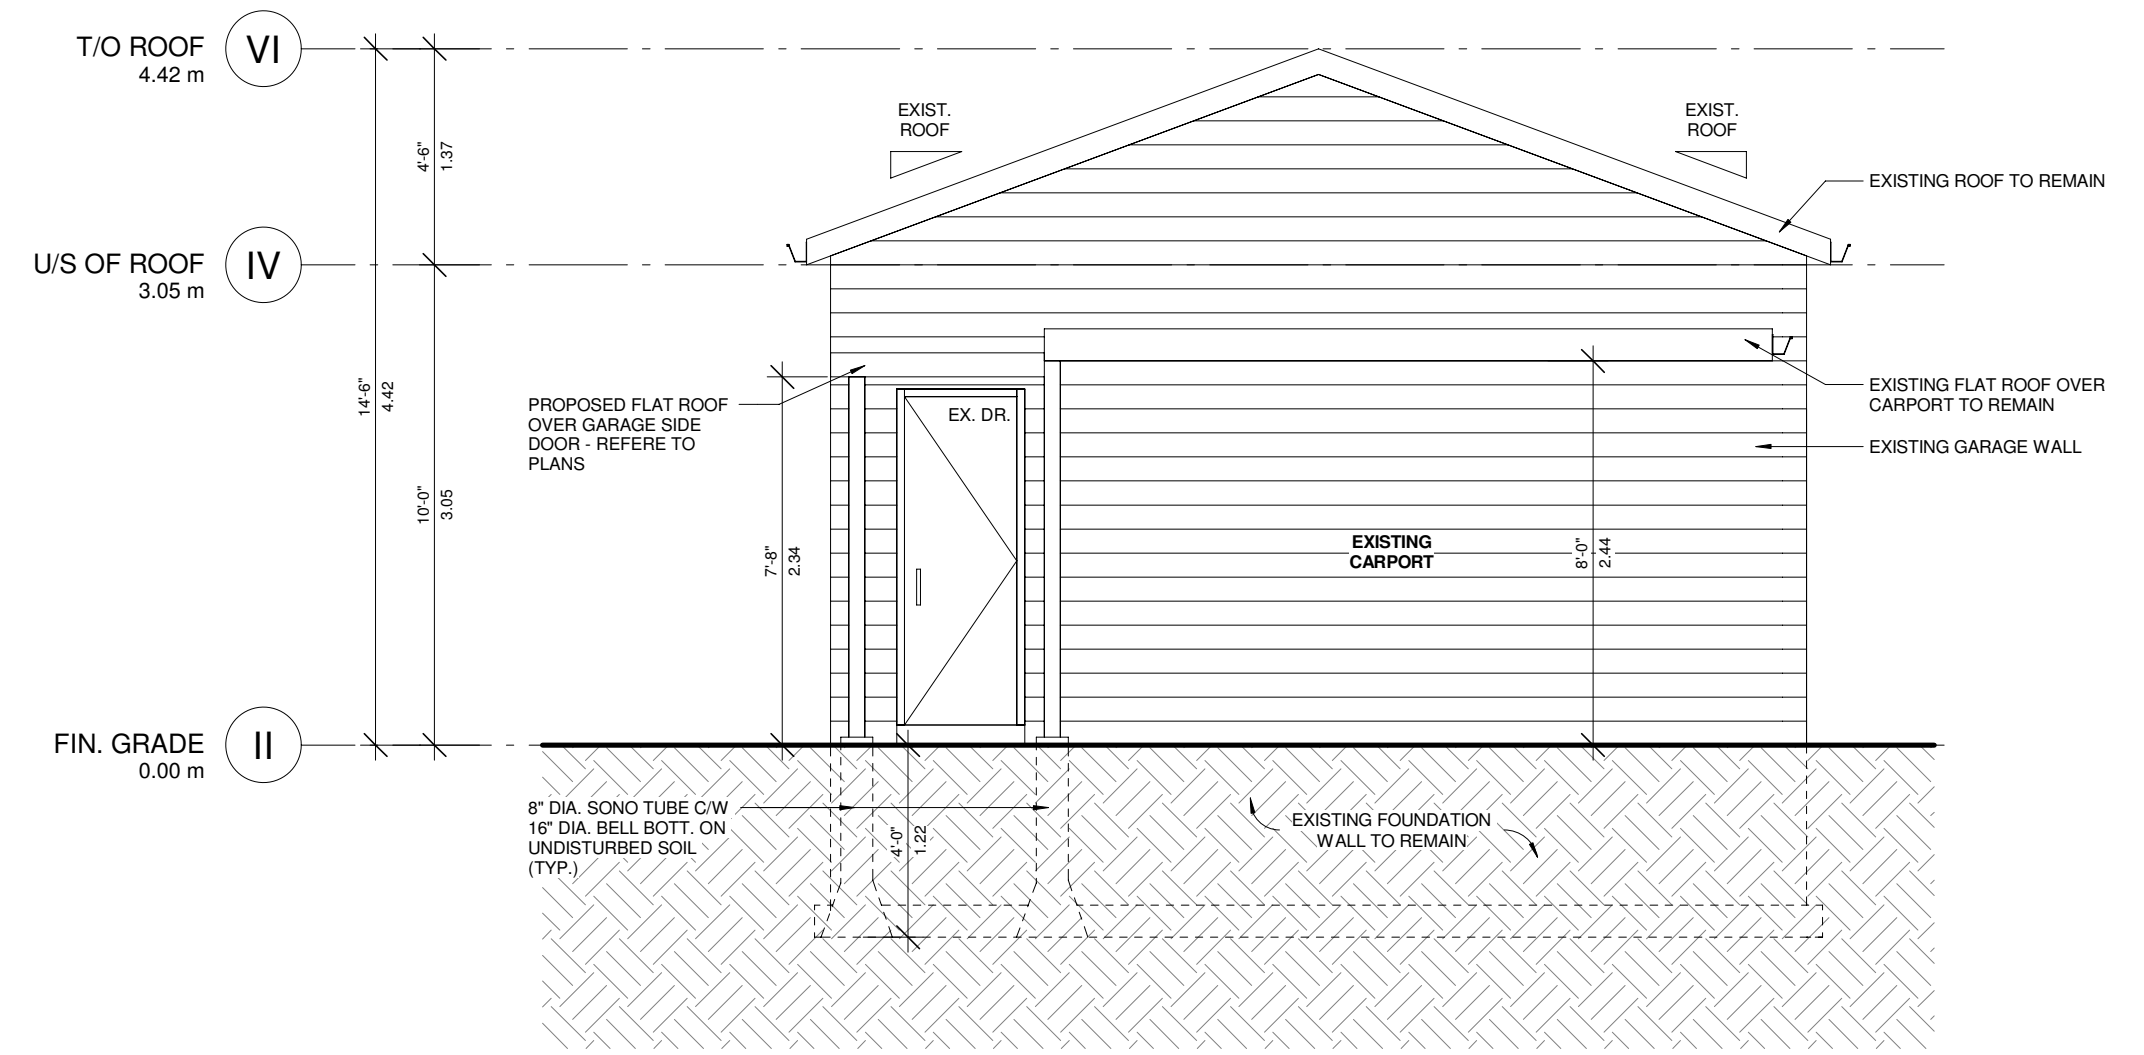 T/O ROOF
4.42 m
VI
U/S OF ROOF
3.05 m
IV
FIN. GRADE
0.00 m
II
14'-6"
4.42
4'-6"
1.37
10'-0"
3.05
EXIST.
ROOF
EXIST.
ROOF
EXISTING ROOF TO REMAIN
PROPOSED FLAT ROOF
OVER GARAGE SIDE
DOOR - REFERE TO
PLANS
EX. DR.
EXISTING FLAT ROOF OVER
CARPORT TO REMAIN
EXISTING GARAGE WALL
7'-8"
2.34
EXISTING
CARPORT
8'-0"
2.44
8" DIA. SONO TUBE C/W
16" DIA. BELL BOTT. ON
UNDISTURBED SOIL
(TYP.)
4'-0"
1.22
EXISTING FOUNDATION
WALL TO REMAIN